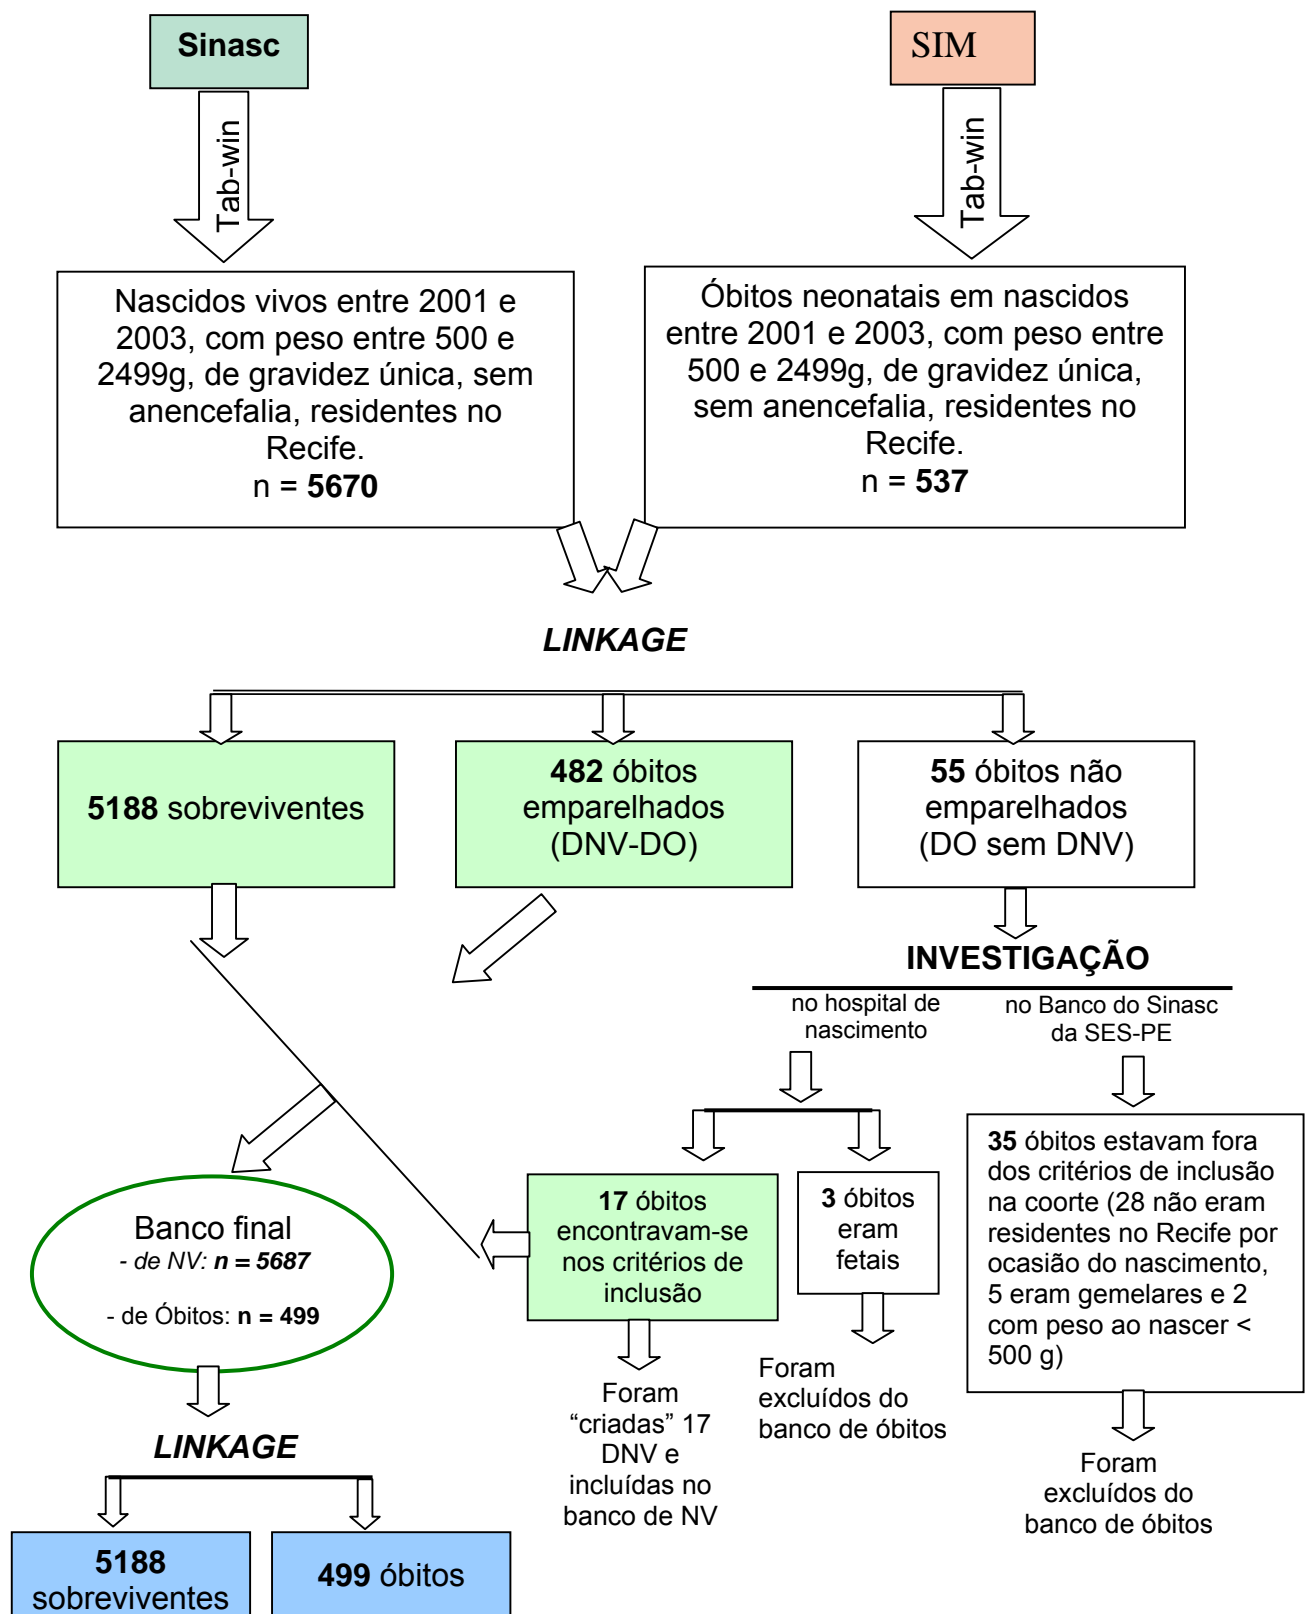 Sinasc
SIM
Tab-win
Tab-win
Nascidos vivos entre 2001 e
2003, com peso entre 500 e
2499g, de gravidez única, sem
anencefalia, residentes no
Recife.
n = 5670
Óbitos neonatais em nascidos
entre 2001 e 2003, com peso entre
500 e 2499g, de gravidez única,
sem anencefalia, residentes no
Recife.
n = 537
LINKAGE
5188 sobreviventes
482 óbitos
emparelhados
(DNV-DO)
55 óbitos não
emparelhados
(DO sem DNV)
INVESTIGAÇÃO
no hospital de
nascimento
no Banco do Sinasc
da SES-PE
17 óbitos
encontravam-se
nos critérios de
inclusão
3 óbitos
eram
fetais
35 óbitos estavam fora
dos critérios de inclusão
na coorte (28 não eram
residentes no Recife por
ocasião do nascimento,
5 eram gemelares e 2
com peso ao nascer <
500 g)
Banco final
- de NV: n = 5687
- de Óbitos: n = 499
Foram
“criadas” 17
DNV e
incluídas no
banco de NV
Foram
excluídos do
banco de óbitos
Foram
excluídos do
banco de óbitos
LINKAGE
5188
sobreviventes
499 óbitos